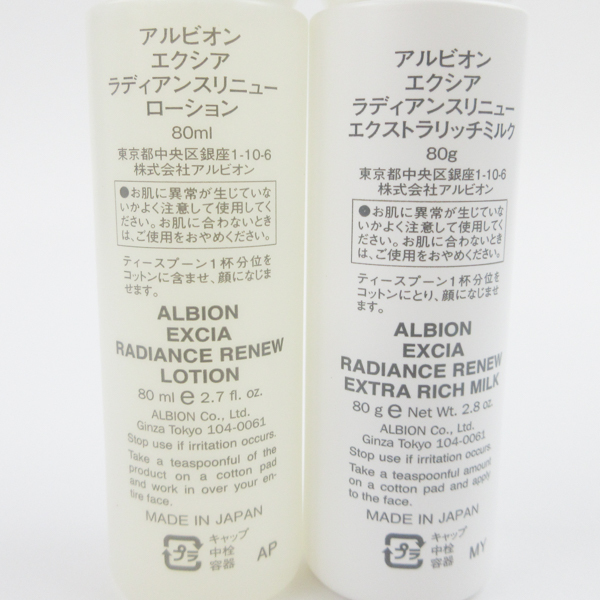 アルビオン
エクシア
ラディアンスリニュー
ローション
80ml
東京都中央区銀座1-10-6
株式会社アルビオン
●お肌に異常が生じていな
いかよく注意して使用してく
ださい。お肌に合わないとき
は、ご使用をおやめください。
ティースプーン1杯分位を
コットンに含ませ、顔になじま
せます。
ALBION
EXCIA
RADIANCE RENEW
LOTION
80 ml e 2.7 fl. oz.
ALBION Co., Ltd.
Ginza Tokyo 104-0061
Stop use if irritation occurs.
Take a teaspoonful of the
product on a cotton pad
and work in over your en-
tire face.
MADE IN JAPAN
プラ
キャップ
中栓
容器
AP
アルビオン
エクシア
ラディアンスリニュー
エクストラリッチミルク
80g
東京都中央区銀座1-10-6
株式会社アルビオン
●お肌に異常が生じていな
いかよく注意して使用してく
ださい。お肌に合わないとき
は、ご使用をおやめください。
ティースプーン1杯分位を
コットンにとり、顔になじませ
ます。
ALBION
EXCIA
RADIANCE RENEW
EXTRA RICH MILK
80 g e Net Wt. 2.8 oz.
ALBION Co., Ltd.
Ginza Tokyo 104-0061
Stop use if irritation occurs.
Take a teaspoonful amount
on a cotton pad and apply
to the face.
MADE IN JAPAN
プラ
キャップ
中栓
容器
MY